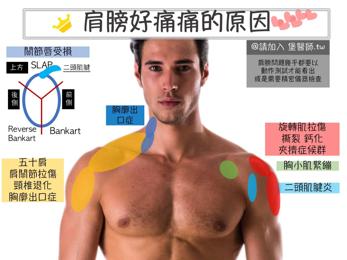 肩膀好痛痛的原因
@請加入 堡醫師.tw
肩膀問題幾乎都要以
動作測試才能看出
或是需要精密儀器檢查
關節唇受損
上方
SLAP
二頭肌腱
後側
前側
Reverse
Bankart
Bankart
胸廓出
口症
五十肩
肩關節拉傷
頸椎退化
胸廓出口症
旋轉肌拉傷
撕裂 鈣化
夾擠症候群
胸小肌緊繃
二頭肌腱炎